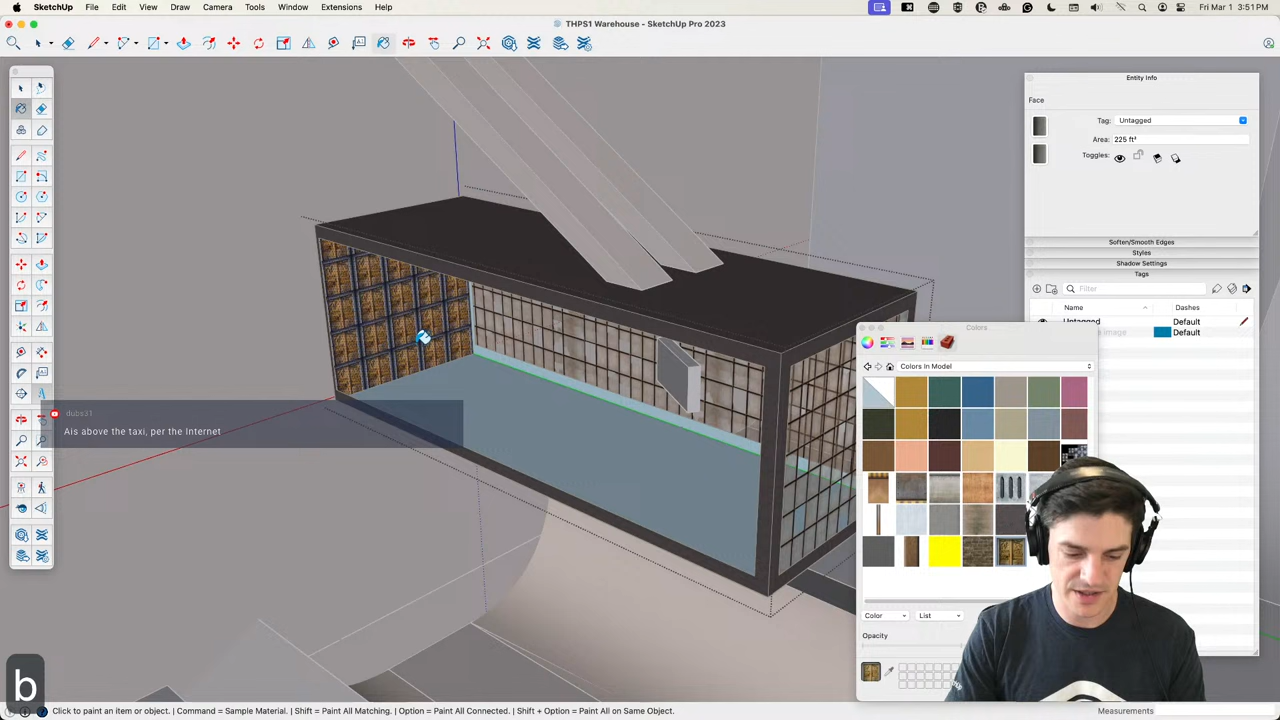 SketchUp File Edit View Draw Camera Tools Window Extensions Help
Fri Mar 1 3:51 PM
THPS1 Warehouse - SketchUp Pro 2023
Entity Info
Face
Tag: Untagged
Area: 225 ft²
Toggles:
Soften/Smooth Edges
Styles
Shadow Settings
Tags
Filter
Name Dashes
Untagged Default
image Default
Colors
Colors In Model
Color List
Opacity
dubs31
Ais above the taxi, per the Internet
b
Click to paint an item or object. | Command = Sample Material. | Shift = Paint All Matching. | Option = Paint All Connected. | Shift + Option = Paint All on Same Object.
Measurements